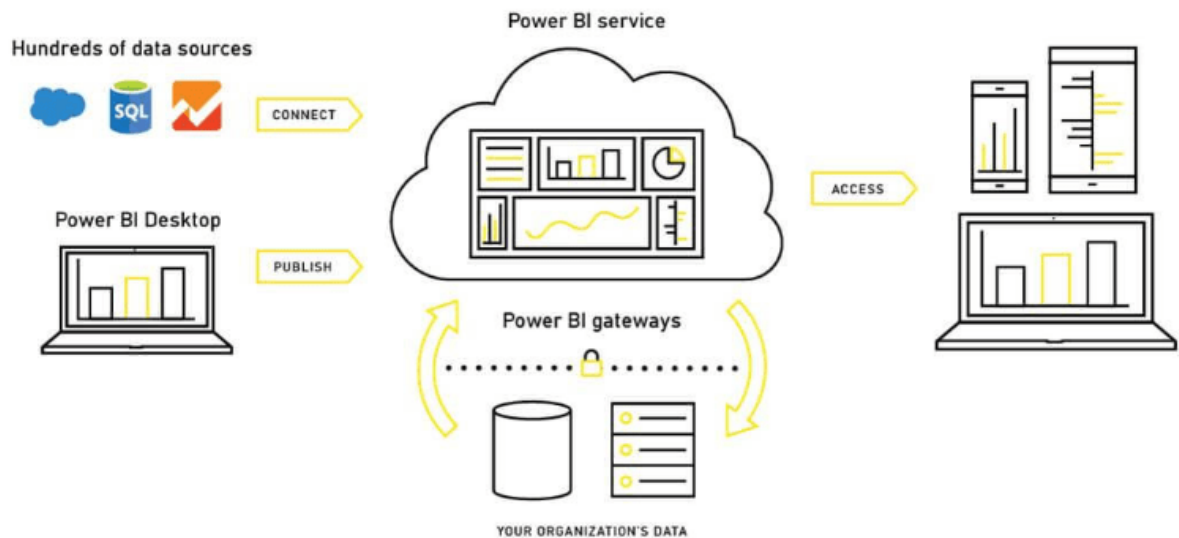 Power BI service
Hundreds of data sources
SQL
CONNECT
ACCESS
Power BI Desktop
PUBLISH
Power BI gateways
YOUR ORGANIZATION'S DATA